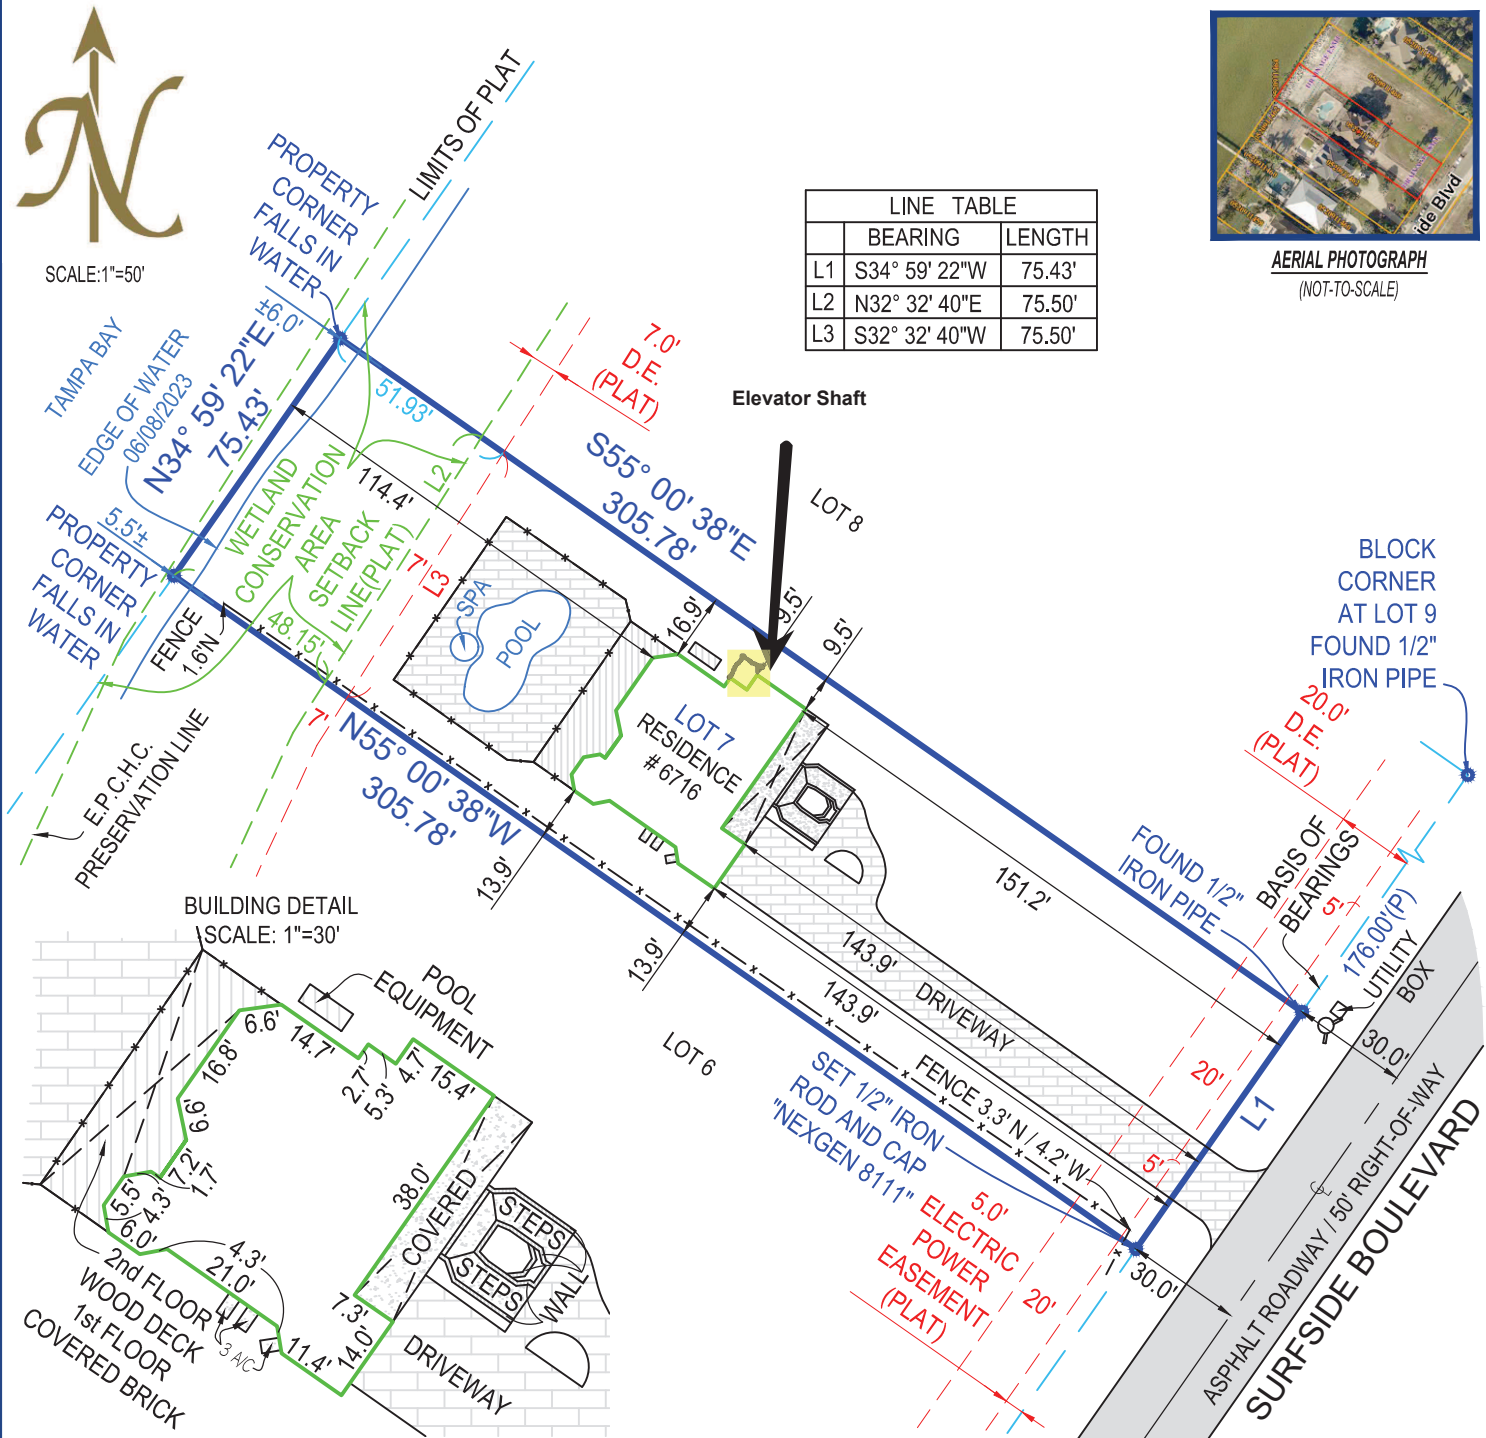 N
SCALE:1"=50'
PROPERTY
CORNER
FALLS IN
WATER
LIMITS OF PLAT
LINE TABLE
BEARING LENGTH
L1 S34° 59' 22"W 75.43'
L2 N32° 32' 40"E 75.50'
L3 S32° 32' 40"W 75.50'
ide Blvd
AERIAL PHOTOGRAPH
(NOT-TO-SCALE)
TAMPA BAY
EDGE OF WATER
06/08/2023
±6.0'
N34° 59' 22"E
75.43'
51.93'
7.0'
D.E.
(PLAT)
Elevator Shaft
S55° 00' 38"E
305.78'
LOT 8
114.4'
L2
L3
7'
5.5'±
PROPERTY
CORNER
FALLS IN
WATER
WETLAND
CONSERVATION
AREA
SETBACK
LINE(PLAT)
48.15'
FENCE
1.6'N
SPA
POOL
16.9'
9.5'
9.5'
BLOCK
CORNER
AT LOT 9
FOUND 1/2"
IRON PIPE
20.0'
D.E.
(PLAT)
E.P.C.H.C.
PRESERVATION LINE
7'
N55° 00' 38"W
305.78'
LOT 7
RESIDENCE
# 6716
13.9'
13.9'
151.2'
143.9'
143.9'
DRIVEWAY
FOUND 1/2"
IRON PIPE
BASIS OF
BEARINGS
5'
176.00'(P)
UTILITY
BOX
30.0'
20'
L1
LOT 6
FENCE 3.3' N / 4.2' W
SET 1/2" IRON
ROD AND CAP
"NEXGEN 8111"
5'
5.0'
ELECTRIC
POWER
EASEMENT
(PLAT)
20'
30.0'
ASPHALT ROADWAY / 50' RIGHT-OF-WAY
SURFSIDE BOULEVARD
BUILDING DETAIL
SCALE: 1"=30'
POOL
EQUIPMENT
6.6'
14.7'
2.7'
5.3'
4.7'
15.4'
16.8'
6.9'
7.2'
1.7'
5.5'
4.3'
6.0'
4.3'
21.0'
38.0'
COVERED
STEPS
STEPS
WALL
7.3'
14.0'
11.4'
3 A/C
2nd FLOOR
WOOD DECK
1st FLOOR
COVERED BRICK
DRIVEWAY